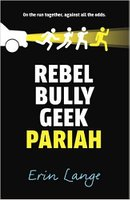 On the run together, against all the odds.
REBEL
BULLY
GEEK
PARIAH
Erin Lange